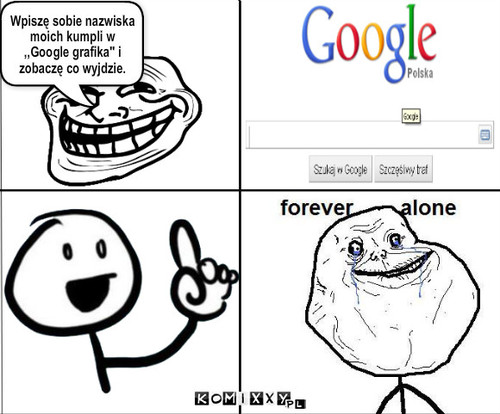 Wpiszę sobie nazwiska
moich kumpli w
,,Google grafika" i
zobaczę co wyjdzie.
Google
Polska
Google
Szukaj w Google Szczęśliwy traf
forever alone
KOMIXXY.PL